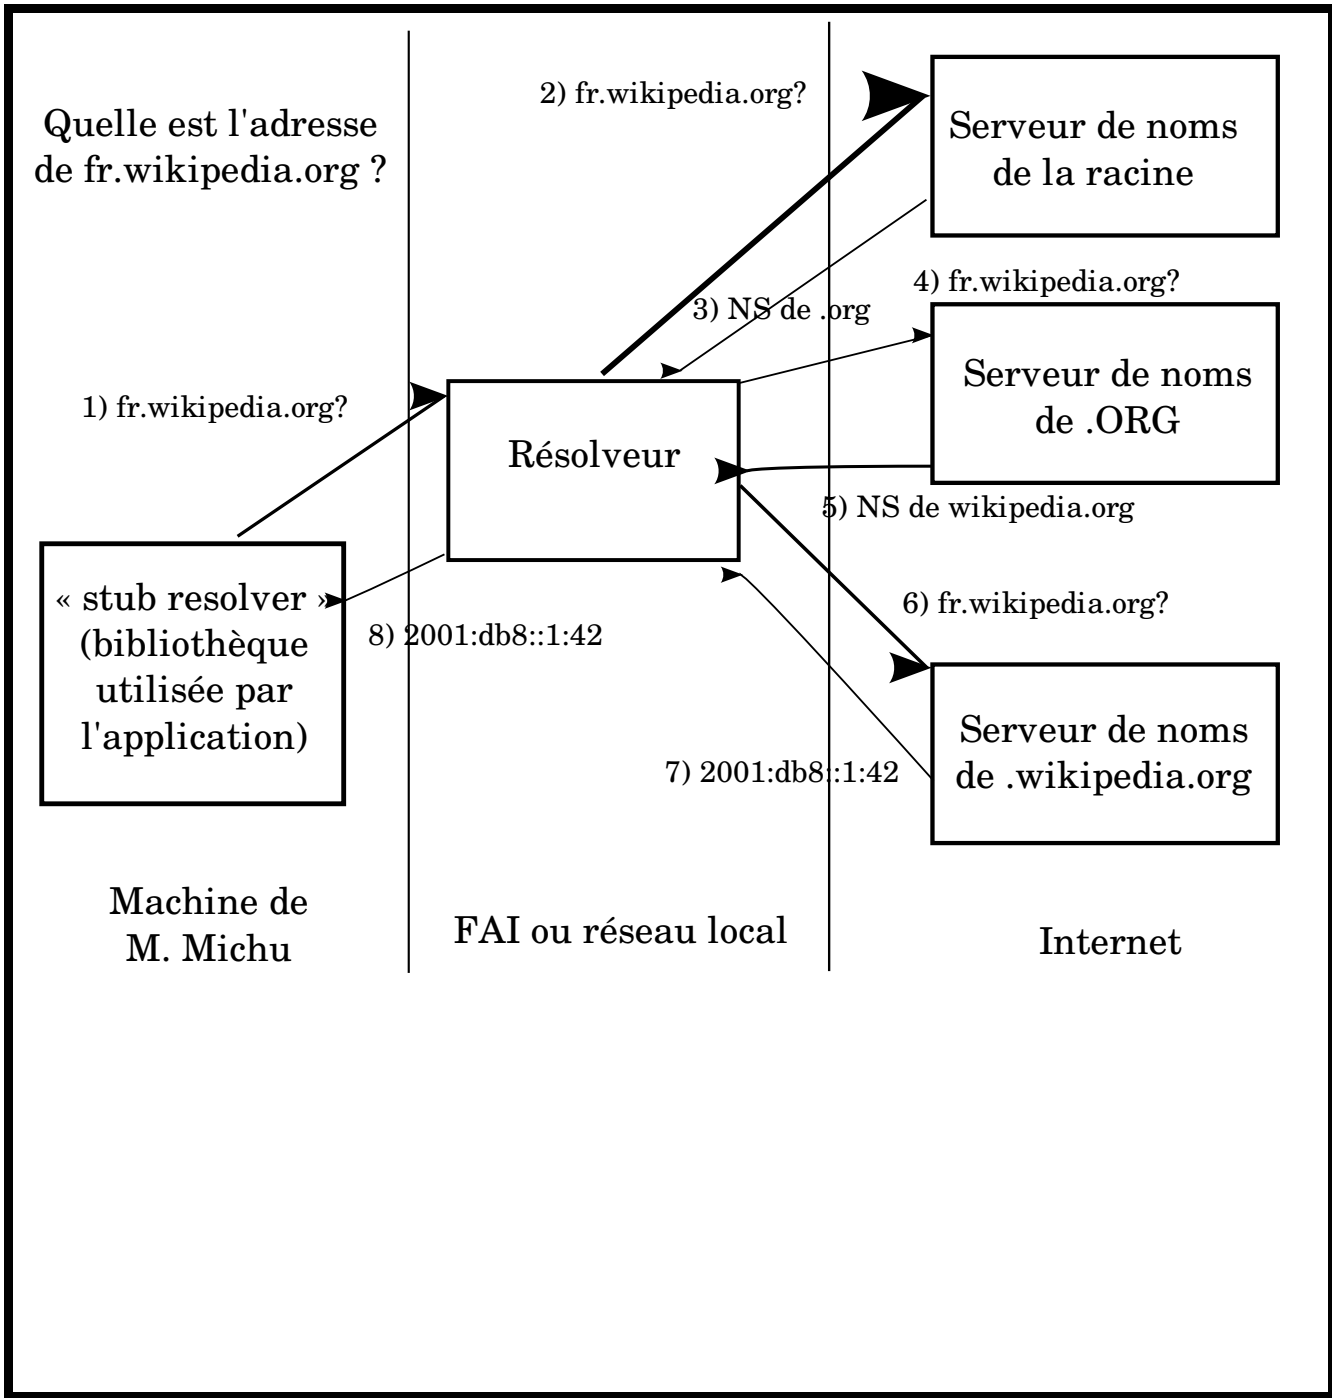 Quelle est l'adresse
de fr.wikipedia.org ?
2) fr.wikipedia.org?
Serveur de noms
de la racine
3) NS de .org
4) fr.wikipedia.org?
Serveur de noms
de .ORG
1) fr.wikipedia.org?
Résolveur
5) NS de wikipedia.org
« stub resolver »
(bibliothèque
utilisée par
l'application)
8) 2001:db8::1:42
6) fr.wikipedia.org?
7) 2001:db8::1:42
Serveur de noms
de .wikipedia.org
Machine de
M. Michu
FAI ou réseau local
Internet